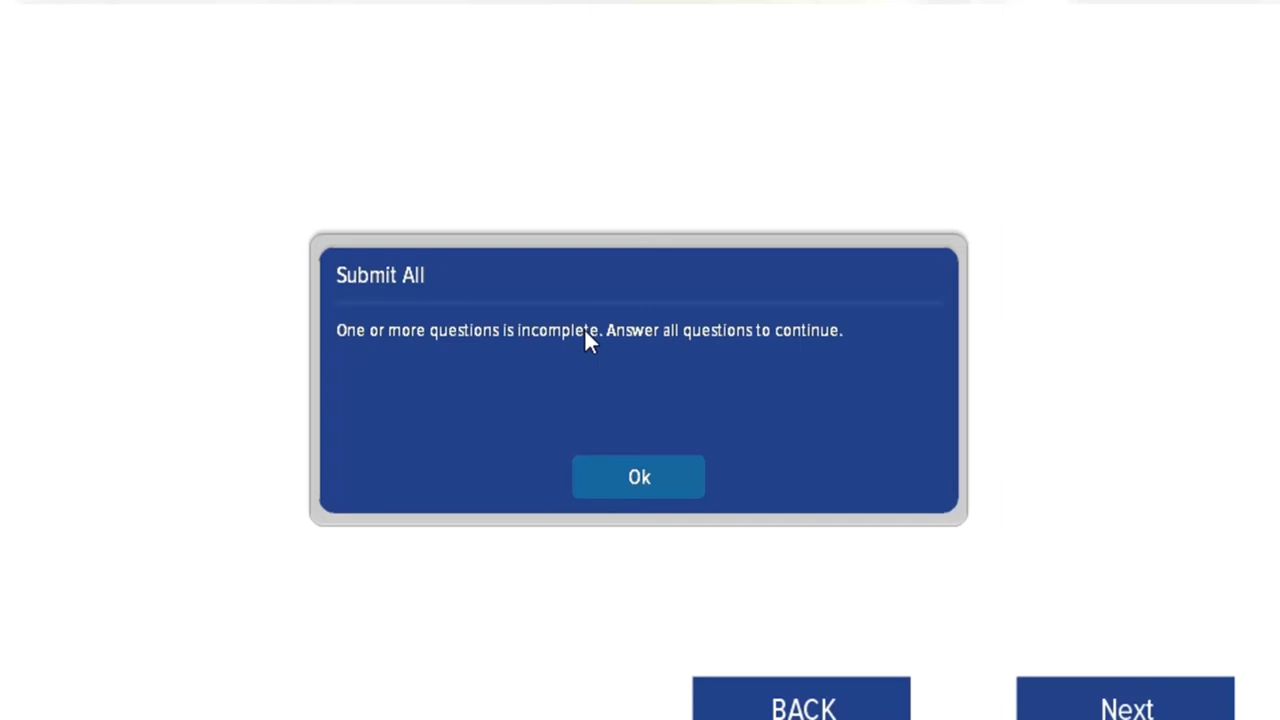 Submit All
One or more questions is incomplete. Answer all questions to continue.
Ok
BACK
Next